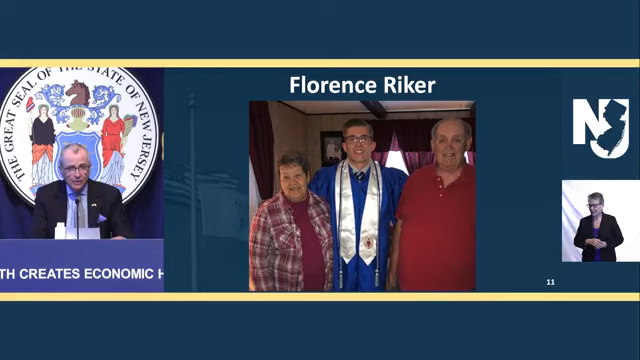 Florence Riker
THE GREAT SEAL OF THE STATE OF NEW JERSEY
NJ
TH CREATES ECONOMIC H
11